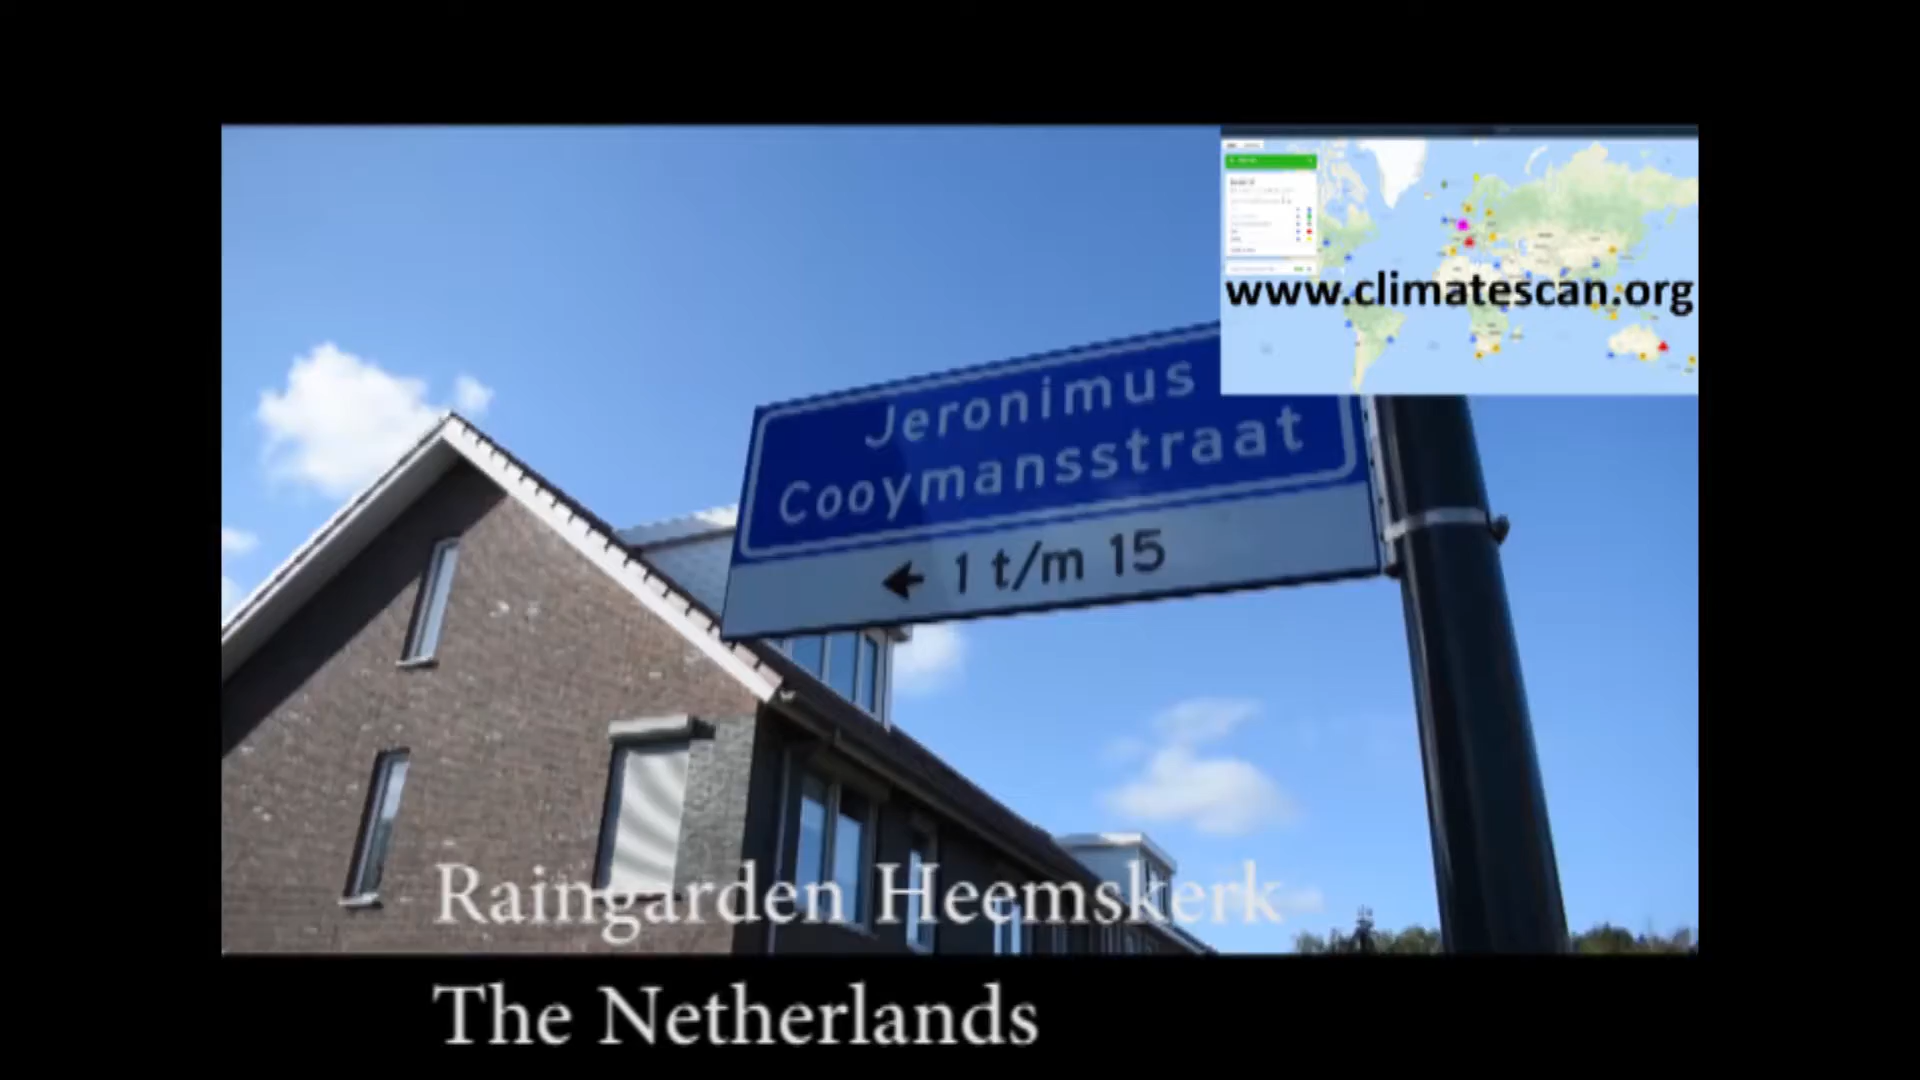 www.climatescan.org
Jeronimus
Cooymansstraat
← 1 t/m 15
Raingarden Heemskerk
The Netherlands